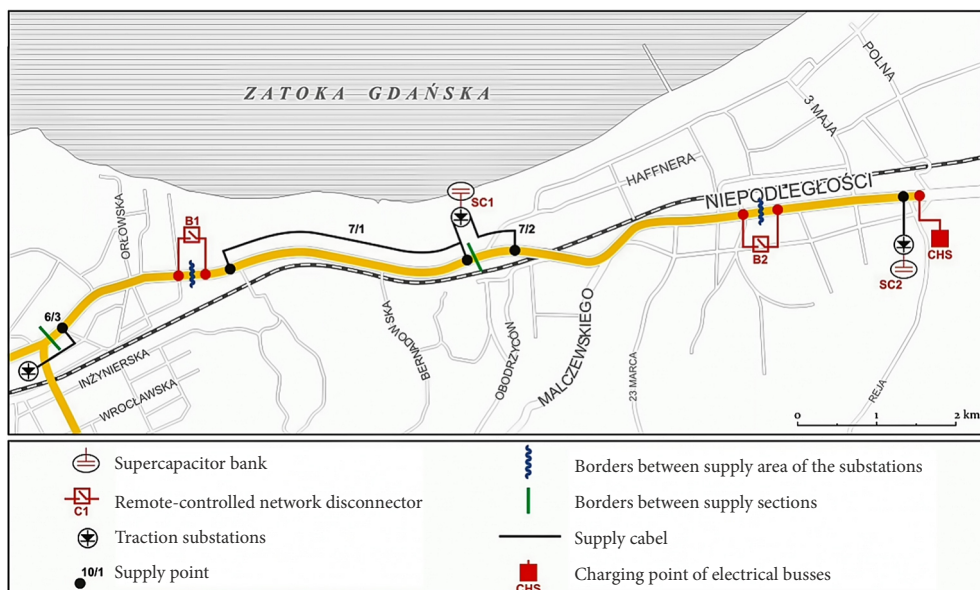 ZATOKA GDAŃSKA
POLNA
3 MAJA
HAFFNERA
NIEPODLEGŁOŚCI
ORŁOWSKA
B1
7/1
SC1
7/2
B2
CHS
SC2
6/3
INŻYNIERSKA
WROCŁAWSKA
BERNADOWSKA
OBODRZYCÓW
MALCZEWSKIEGO
23 MARCA
REJA
0 1 2 km
Supercapacitor bank
Remote-controlled network disconnector
C1
Traction substations
10/1 Supply point
Borders between supply area of the substations
Borders between supply sections
Supply cabel
Charging point of electrical busses
CHS